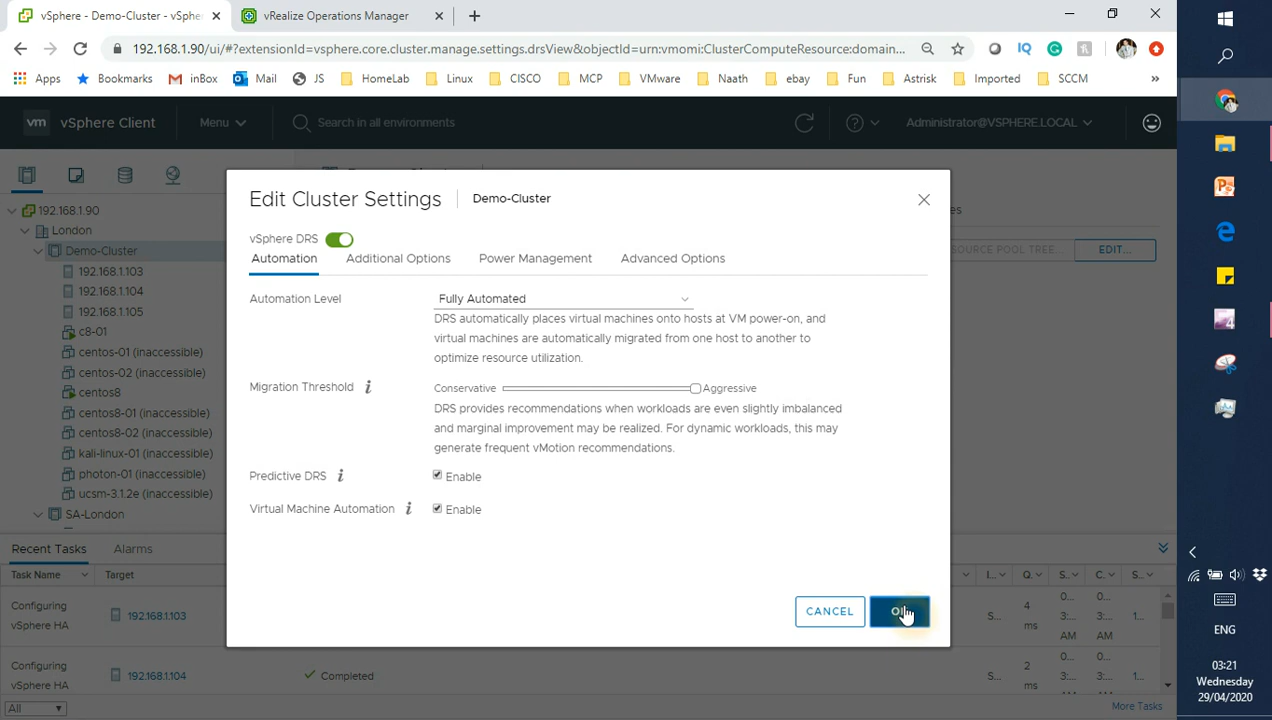 vSphere - Demo-Cluster - vSphe
vRealize Operations Manager
192.168.1.90/ui/#?extensionId=vsphere.core.cluster.manage.settings.drsView&objectId=urn:vmomi:ClusterComputeResource:domain...
Apps Bookmarks inBox Mail JS HomeLab Linux CISCO MCP VMware Naath ebay Fun Astrisk Imported SCCM »
vm vSphere Client Menu Search in all environments Administrator@VSPHERE.LOCAL
192.168.1.90
London
Demo-Cluster
192.168.1.103
192.168.1.104
192.168.1.105
c8-01
centos-01 (inaccessible)
centos-02 (inaccessible)
centos8
centos8-01 (inaccessible)
centos8-02 (inaccessible)
kali-linux-01 (inaccessible)
photon-01 (inaccessible)
ucsm-3.1.2e (inaccessible)
SA-London
SOURCE POOL TREE... EDIT...
Edit Cluster Settings Demo-Cluster
vSphere DRS
Automation Additional Options Power Management Advanced Options
Automation Level Fully Automated
DRS automatically places virtual machines onto hosts at VM power-on, and
virtual machines are automatically migrated from one host to another to
optimize resource utilization.
Migration Threshold Conservative Aggressive
DRS provides recommendations when workloads are even slightly imbalanced
and marginal improvement may be realized. For dynamic workloads, this may
generate frequent vMotion recommendations.
Predictive DRS Enable
Virtual Machine Automation Enable
CANCEL
Recent Tasks Alarms
Task Name Target I... Q. S.. C.. S..
Configuring
vSphere HA
192.168.1.103
S... 4
ms
0...
3:...
AM
0...
3:...
AM
1...
Configuring
vSphere HA
192.168.1.104
Completed
S... 2
ms
0...
3:...
AM
0...
3:...
AM
1...
All
More Tasks
ENG
03:21
Wednesday
29/04/2020